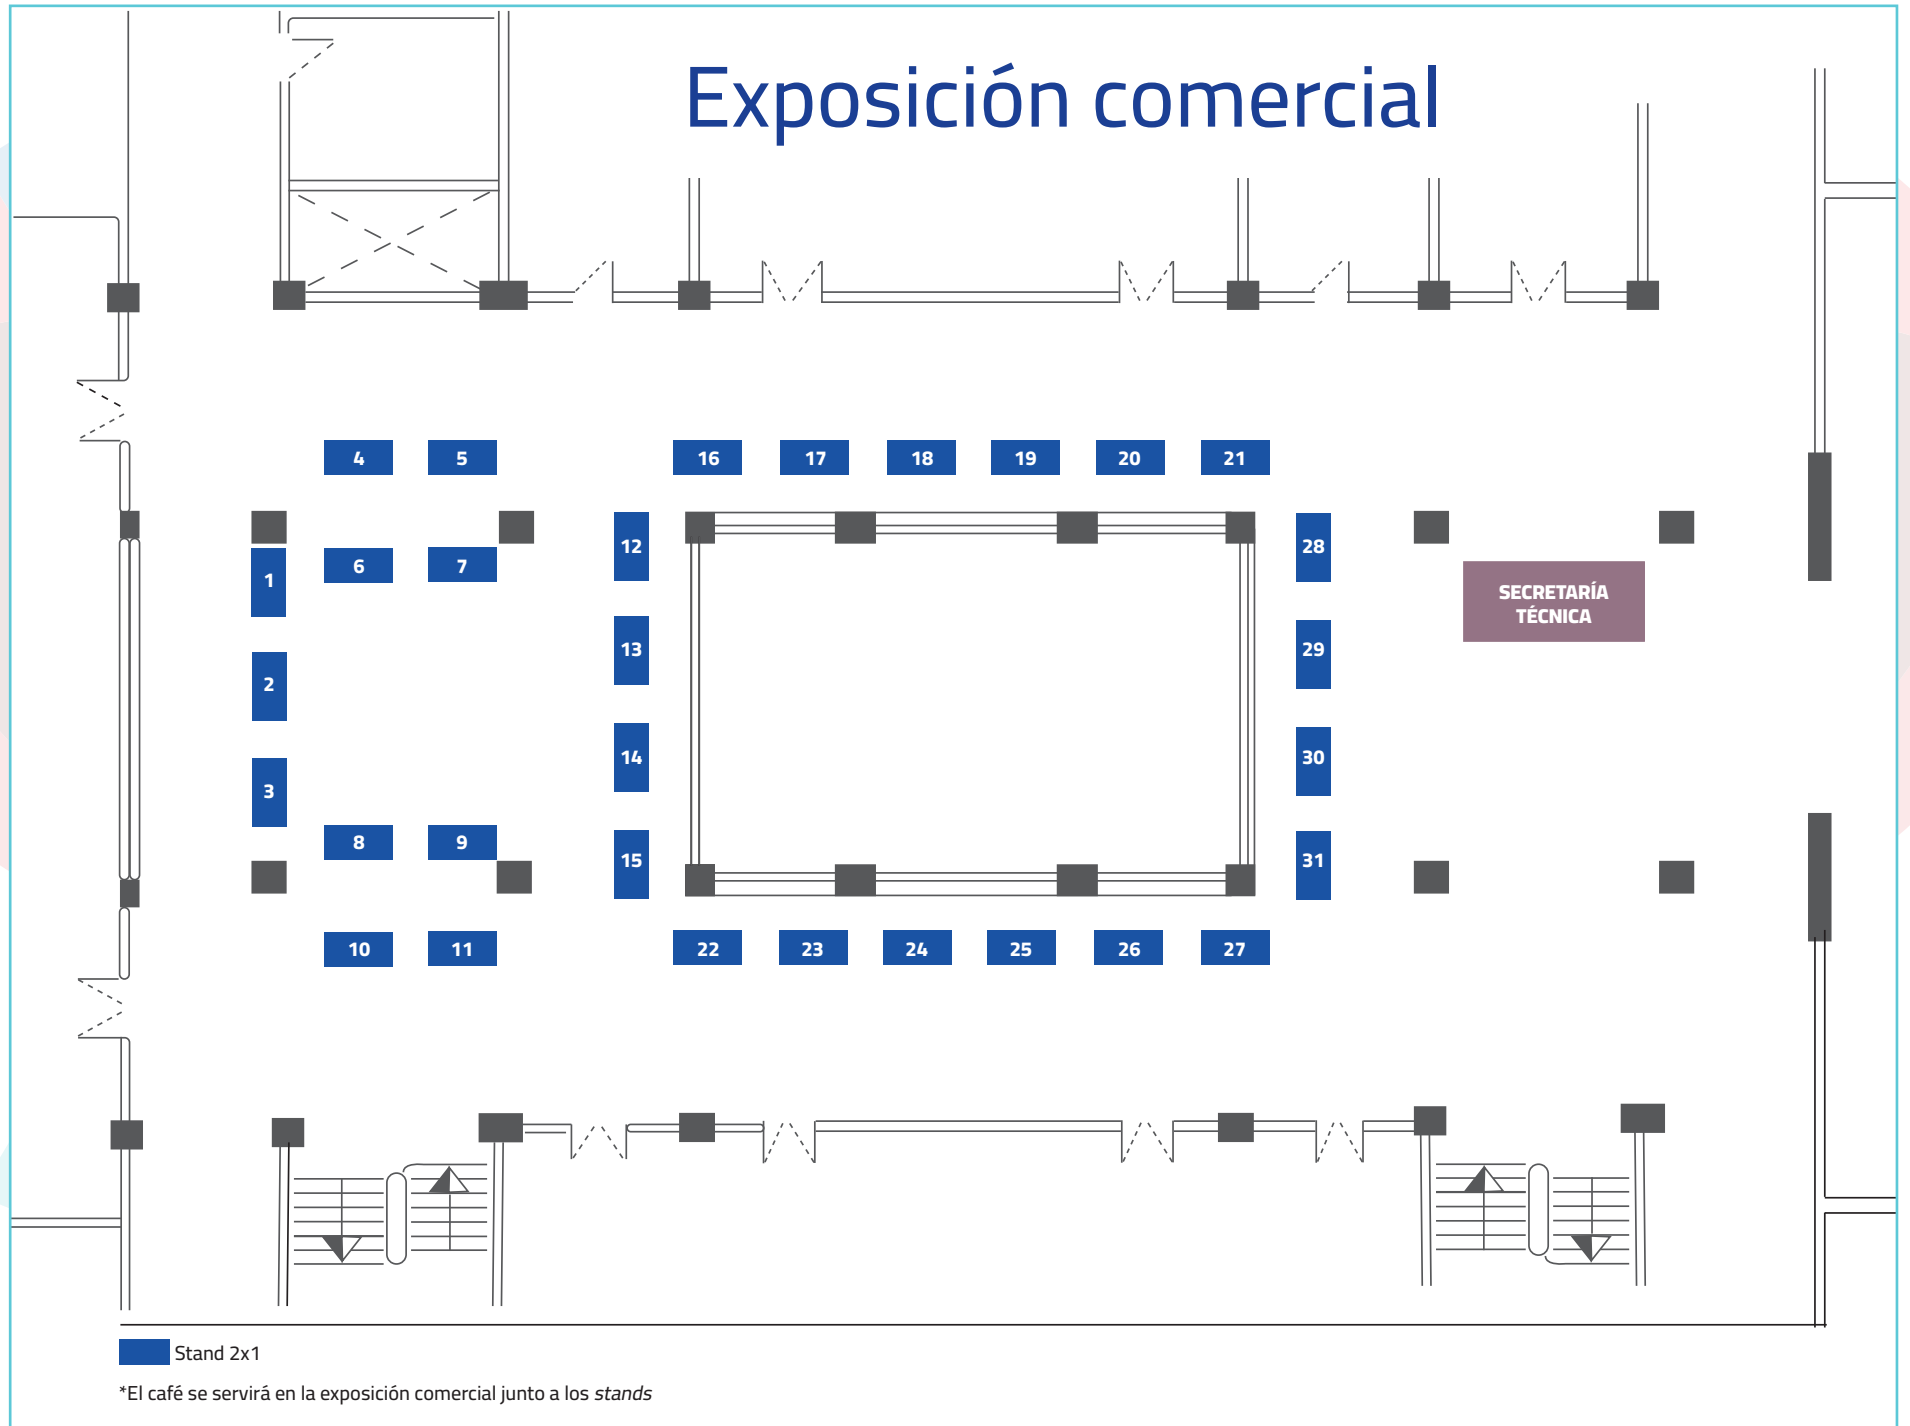 Exposición comercial
4 5 16 17 18 19 20 21
12 28
6 7
1
SECRETARÍA
TÉCNICA
13 29
2
14 30
3
8 9
15 31
10 11 22 23 24 25 26 27
Stand 2x1
*El café se servirá en la exposición comercial junto a los stands